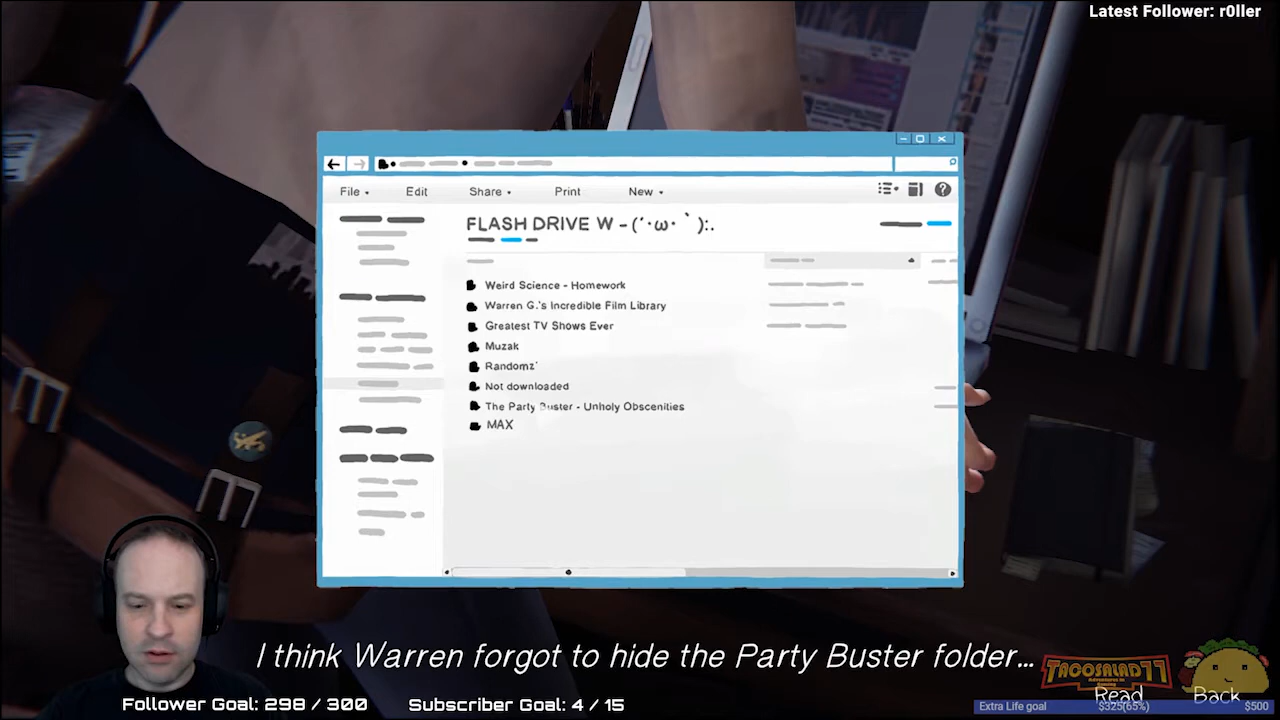 Latest Follower: r0ller
File Edit Share Print New
FLASH DRIVE W -(´･ω･`):.
Weird Science - Homework
Warren G.'s Incredible Film Library
Greatest TV Shows Ever
Muzak
Randomz'
Not downloaded
The Party Buster - Unholy Obscenities
MAX
I think Warren forgot to hide the Party Buster folder...
TACOSALAD77
Read Back
Follower Goal: 298 / 300 Subscriber Goal: 4 / 15
Extra Life goal $325(65%) $500